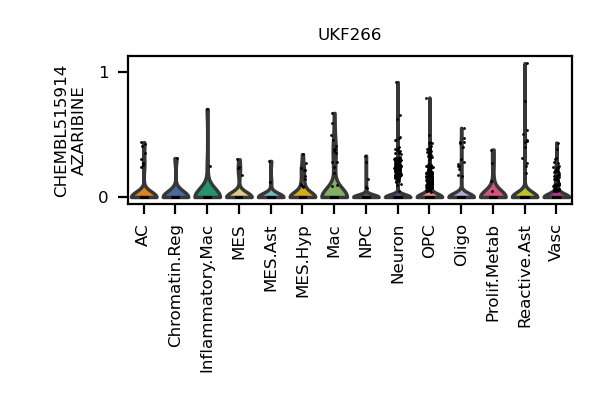 UKF266
CHEMBL515914
AZARIBINE
1
0
AC
Chromatin.Reg
Inflammatory.Mac
MES
MES.Ast
MES.Hyp
Mac
NPC
Neuron
OPC
Oligo
Prolif.Metab
Reactive.Ast
Vasc